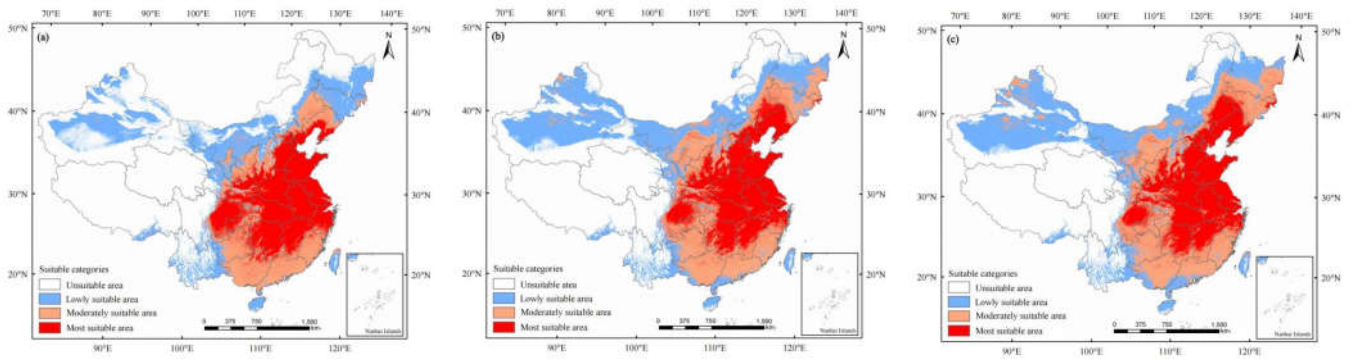 70°E 80°E 90°E 100°E 110°E 120°E 130°E 140°E
(a)
N
50°N
50°N
40°N
40°N
30°N
30°N
20°N
20°N
Suitable categories
Unsuitable area
Lowly suitable area
Moderately suitable area
Most suitable area
0 375 750 1,500
km
Nanhai Islands
90°E 100°E 110°E 120°E
70°E 80°E 90°E 100°E 110°E 120°E 130°E 140°E
(b)
N
50°N
50°N
40°N
40°N
30°N
30°N
20°N
20°N
Suitable categories
Unsuitable area
Lowly suitable area
Moderately suitable area
Most suitable area
0 375 750 1,500
km
Nanhai Islands
90°E 100°E 110°E 120°E
70°E 80°E 90°E 100°E 110°E 120°E 130°E 140°E
(c)
N
50°N
50°N
40°N
40°N
30°N
30°N
20°N
20°N
Suitable categories
Unsuitable area
Lowly suitable area
Moderately suitable area
Most suitable area
0 375 750 1,500
km
Nanhai Islands
90°E 100°E 110°E 120°E